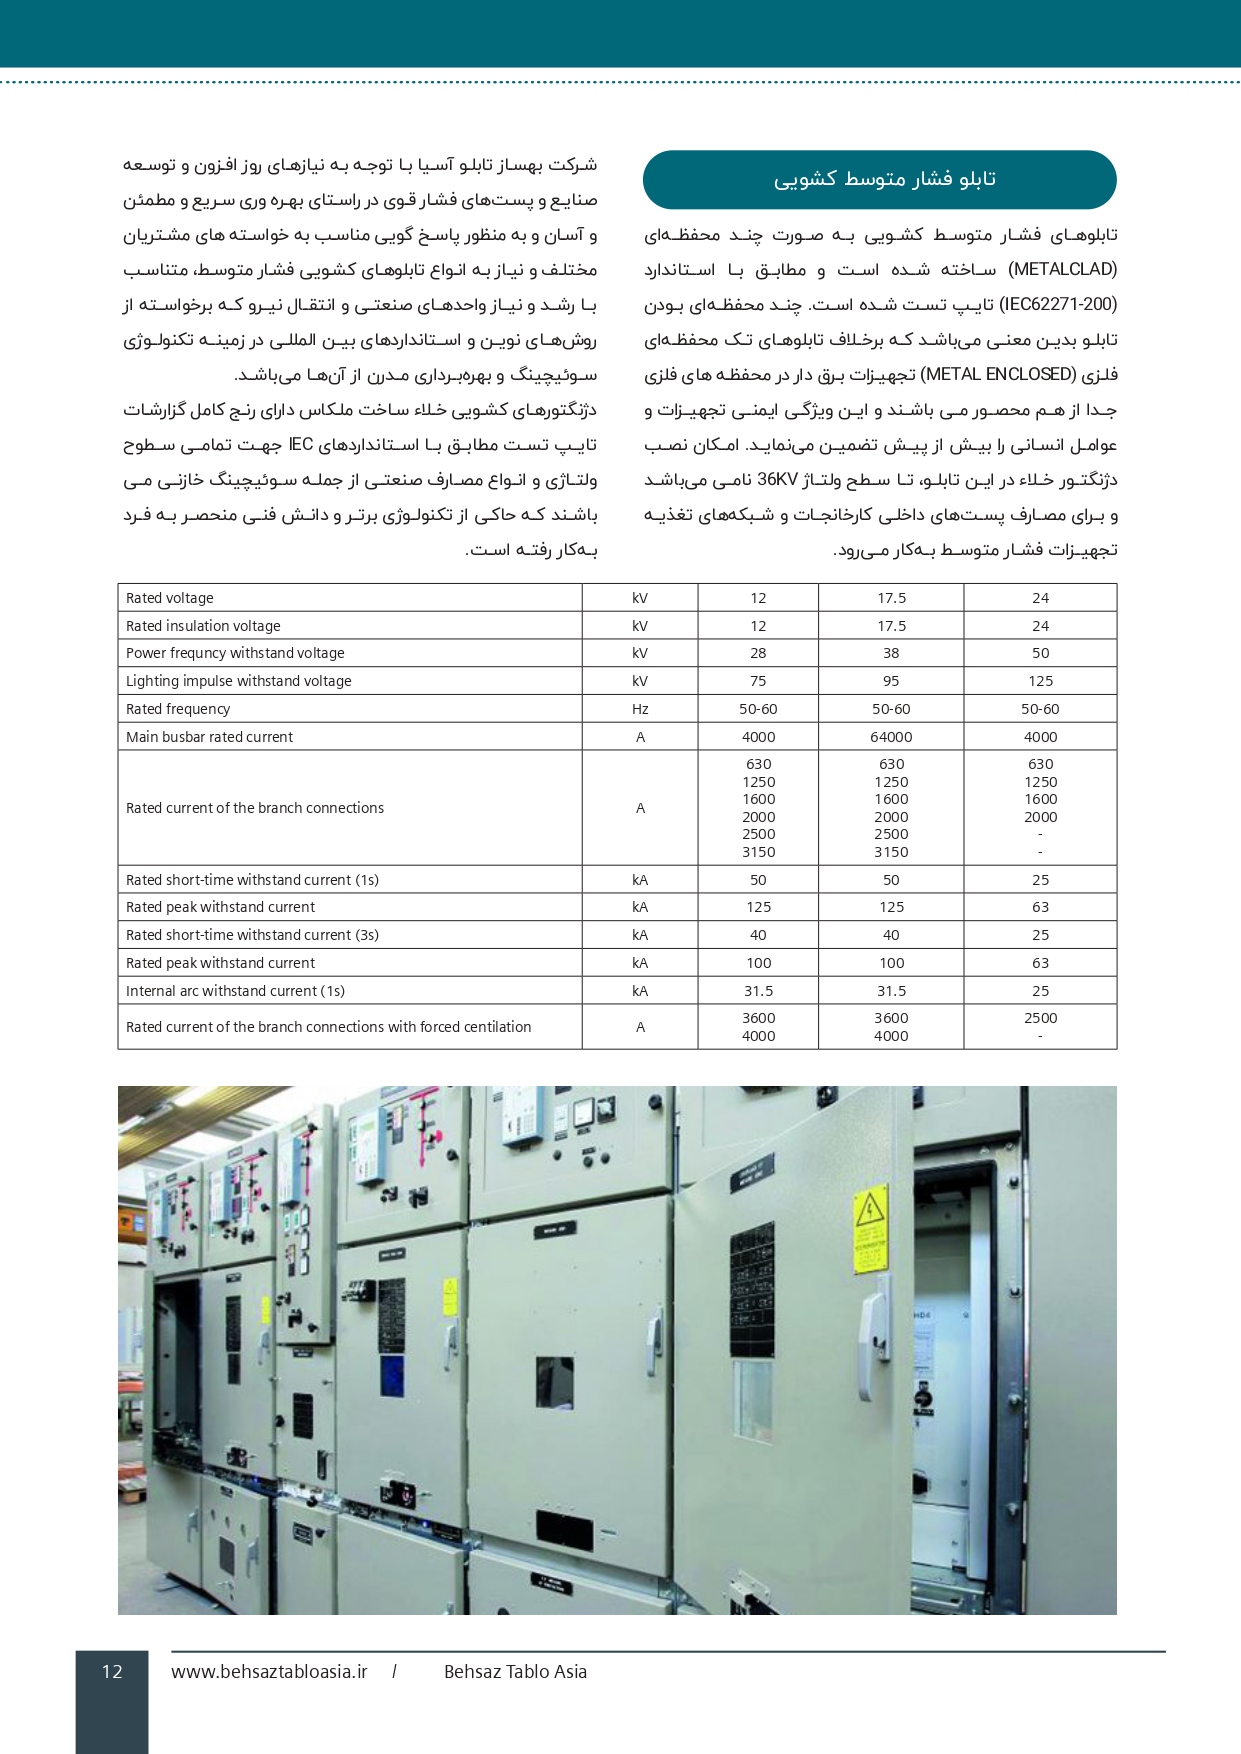 تابلو فشار متوسط کشویی
تابلوهای فشار متوسط کشویی به صورت چند محفظه‌ای
(METALCLAD) ساخته شده است و مطابق با استاندارد
(IEC62271-200) تایپ تست شده است. چند محفظه‌ای بودن
تابلو بدین معنی می‌باشد که برخلاف تابلوهای تک محفظه‌ای
فلزی (METAL ENCLOSED) تجهیزات برق دار در محفظه های فلزی
جدا از هم محصور می باشند و این ویژگی ایمنی تجهیزات و
عوامل انسانی را بیش از پیش تضمین می‌نماید. امکان نصب
دژنگتور خلاء در این تابلو، تا سطح ولتاژ 36KV نامی می‌باشد
و برای مصارف پست‌های داخلی کارخانجات و شبکه‌های تغذیه
تجهیزات فشار متوسط به‌کار می‌رود.
شرکت بهساز تابلو آسیا با توجه به نیازهای روز افزون و توسعه
صنایع و پست‌های فشار قوی در راستای بهره وری سریع و مطمئن
و آسان و به منظور پاسخ گویی مناسب به خواسته های مشتریان
مختلف و نیاز به انواع تابلوهای کشویی فشار متوسط، متناسب
با رشد و نیاز واحدهای صنعتی و انتقال نیرو که برخواسته از
روش‌های نوین و استانداردهای بین المللی در زمینه تکنولوژی
سوئیچینگ و بهره‌برداری مدرن از آن‌ها می‌باشد.
دژنگتورهای کشویی خلاء ساخت ملکاس دارای رنج کامل گزارشات
تایپ تست مطابق با استانداردهای IEC جهت تمامی سطوح
ولتاژی و انواع مصارف صنعتی از جمله سوئیچینگ خازنی می
باشند که حاکی از تکنولوژی برتر و دانش فنی منحصر به فرد
به‌کار رفته است.
Rated voltage kV 12 17.5 24
Rated insulation voltage kV 12 17.5 24
Power frequncy withstand voltage kV 28 38 50
Lighting impulse withstand voltage kV 75 95 125
Rated frequency Hz 50-60 50-60 50-60
Main busbar rated current A 4000 64000 4000
Rated current of the branch connections A
630 630 630
1250 1250 1250
1600 1600 1600
2000 2000 2000
2500 2500 -
3150 3150 -
Rated short-time withstand current (1s) kA 50 50 25
Rated peak withstand current kA 125 125 63
Rated short-time withstand current (3s) kA 40 40 25
Rated peak withstand current kA 100 100 63
Internal arc withstand current (1s) kA 31.5 31.5 25
Rated current of the branch connections with forced centilation A
3600 3600 2500
4000 4000 -
HD4
12 www.behsaztabloasia.ir / Behsaz Tablo Asia